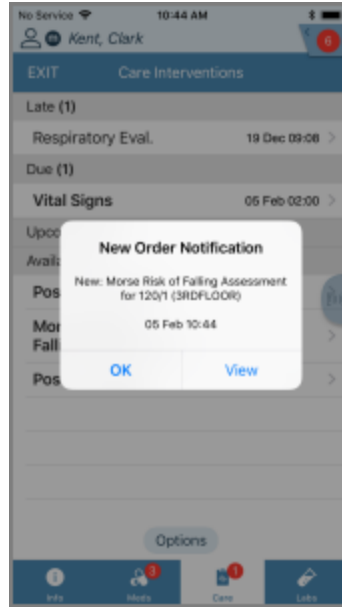 No Service 10:44 AM
Kent, Clark
6
EXIT Care Interventions
Late (1)
Respiratory Eval. 19 Dec 09:08
Due (1)
Vital Signs 05 Feb 02:00
Upco
Availa
Pos
Mor
Fall
Pos
New Order Notification
New: Morse Risk of Falling Assessment
for 120/1 (3RDFLOOR)
05 Feb 10:44
OK View
Options
3 1
Info Meds Care Labs